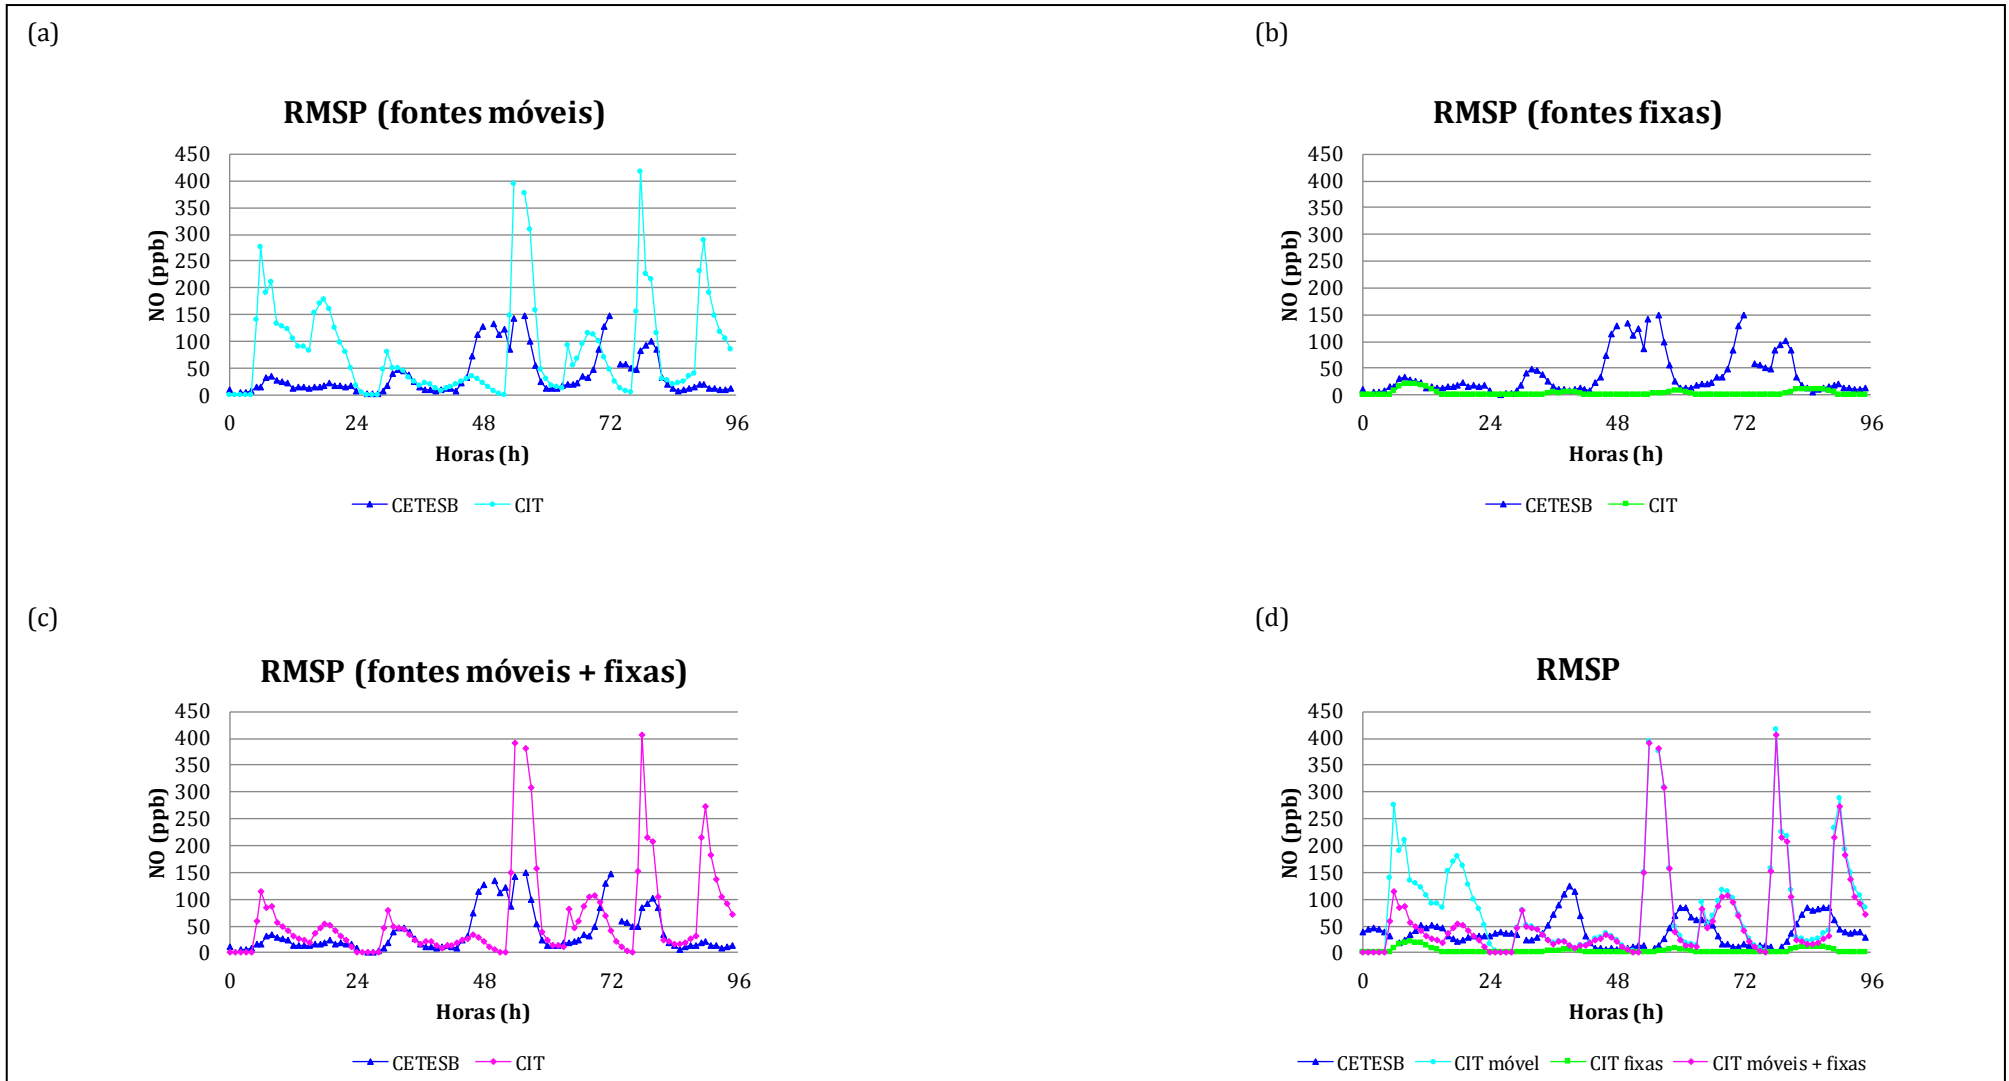 (a)
RMSP (fontes móveis)
450
400
350
300
250
200
150
100
50
0
NO (ppb)
0 24 48 72 96
Horas (h)
CETESB CIT
(b)
RMSP (fontes fixas)
450
400
350
300
250
200
150
100
50
0
NO (ppb)
0 24 48 72 96
Horas (h)
CETESB CIT
(c)
RMSP (fontes móveis + fixas)
450
400
350
300
250
200
150
100
50
0
NO (ppb)
0 24 48 72 96
Horas (h)
CETESB CIT
(d)
RMSP
450
400
350
300
250
200
150
100
50
0
NO (ppb)
0 24 48 72 96
Horas (h)
CETESB CIT móvel CIT fixas CIT móveis + fixas